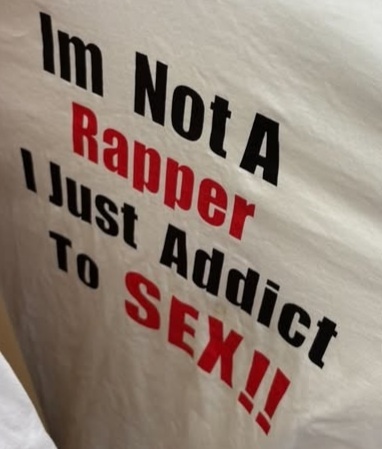 Im Not A
Rapper
I Just Addict
To SEX!!